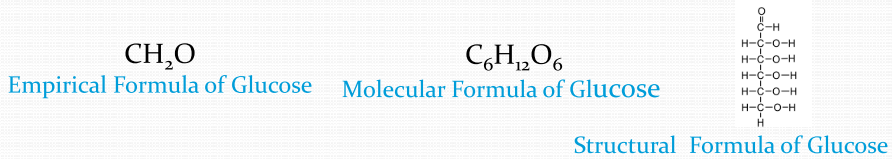 CH₂O
Empirical Formula of Glucose
C₆H₁₂O₆
Molecular Formula of Glucose
O
C–H
H–C–O–H
H–C–O–H
H–C–O–H
H–C–O–H
H–C–O–H
H
Structural Formula of Glucose